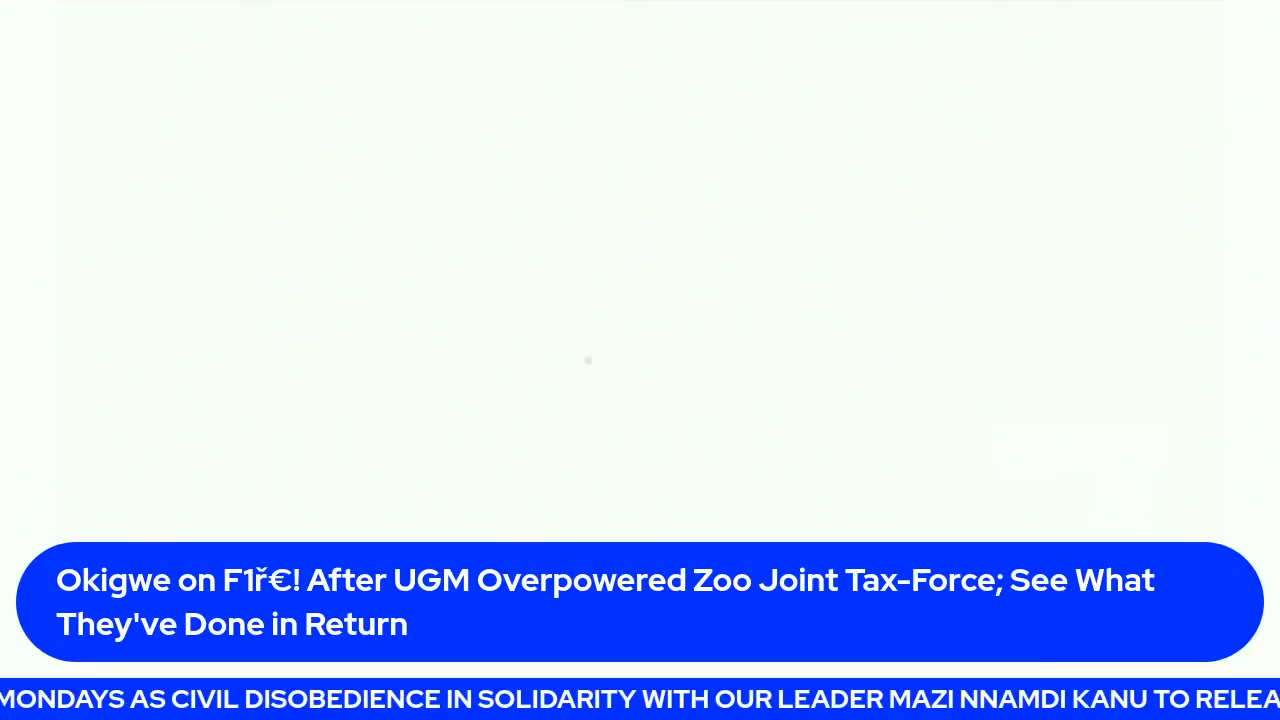 Okigwe on F1ř€! After UGM Overpowered Zoo Joint Tax-Force; See What
They've Done in Return
MONDAYS AS CIVIL DISOBEDIENCE IN SOLIDARITY WITH OUR LEADER MAZI NNAMDI KANU TO RELEA